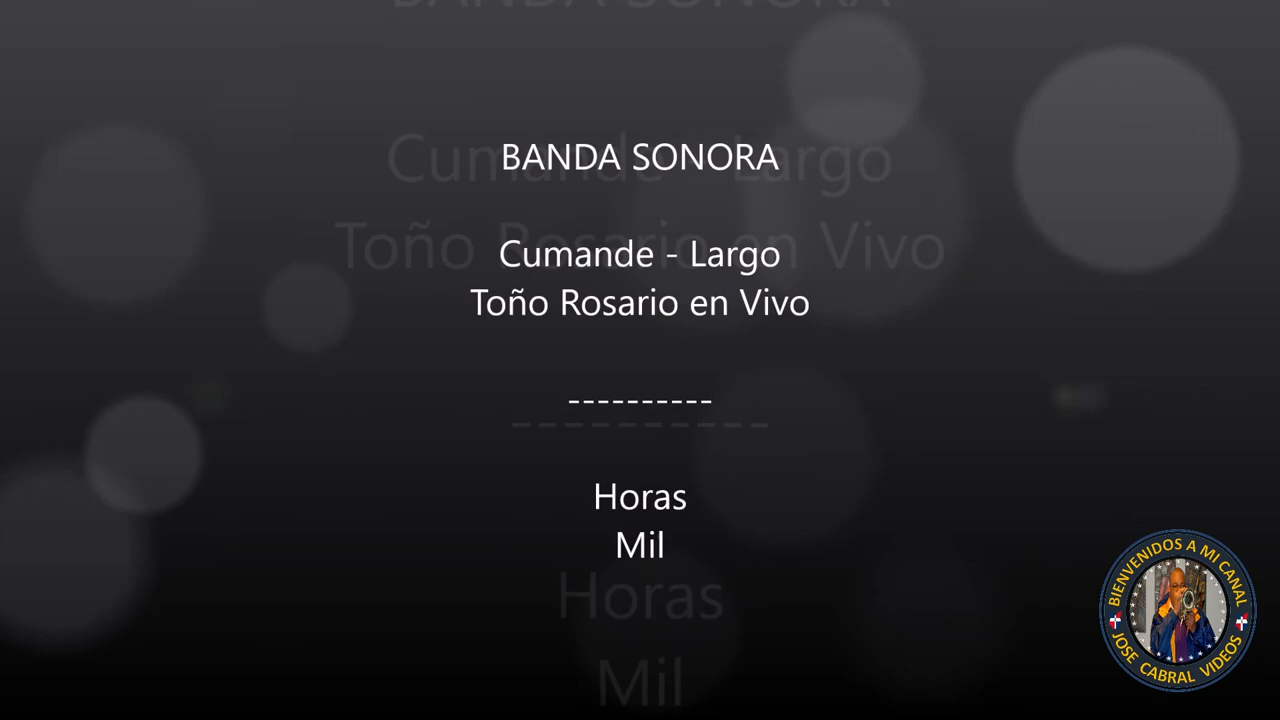 BANDA SONORA
Cumande - Largo
Toño Rosario en Vivo
----------
Horas
Mil
BIENVENIDOS A MI CANAL
JOSE CABRAL VIDEOS